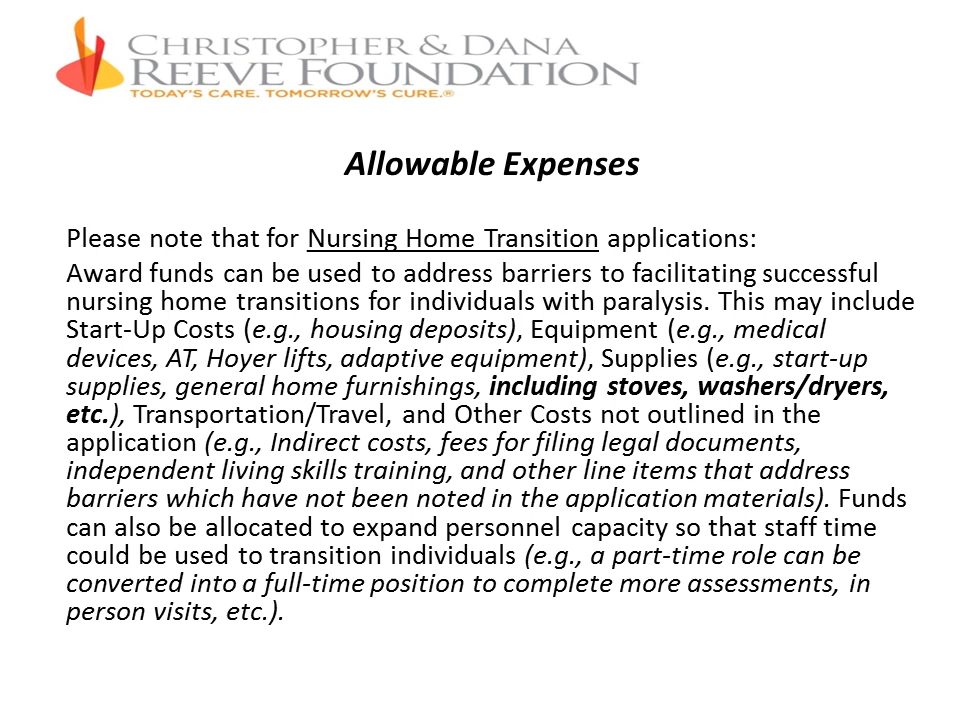 CHRISTOPHER & DANA
REEVE FOUNDATION
TODAY'S CARE. TOMORROW'S CURE.®
Allowable Expenses
Please note that for Nursing Home Transition applications:
Award funds can be used to address barriers to facilitating successful
nursing home transitions for individuals with paralysis. This may include
Start-Up Costs (e.g., housing deposits), Equipment (e.g., medical
devices, AT, Hoyer lifts, adaptive equipment), Supplies (e.g., start-up
supplies, general home furnishings, including stoves, washers/dryers,
etc.), Transportation/Travel, and Other Costs not outlined in the
application (e.g., Indirect costs, fees for filing legal documents,
independent living skills training, and other line items that address
barriers which have not been noted in the application materials). Funds
can also be allocated to expand personnel capacity so that staff time
could be used to transition individuals (e.g., a part-time role can be
converted into a full-time position to complete more assessments, in
person visits, etc.).